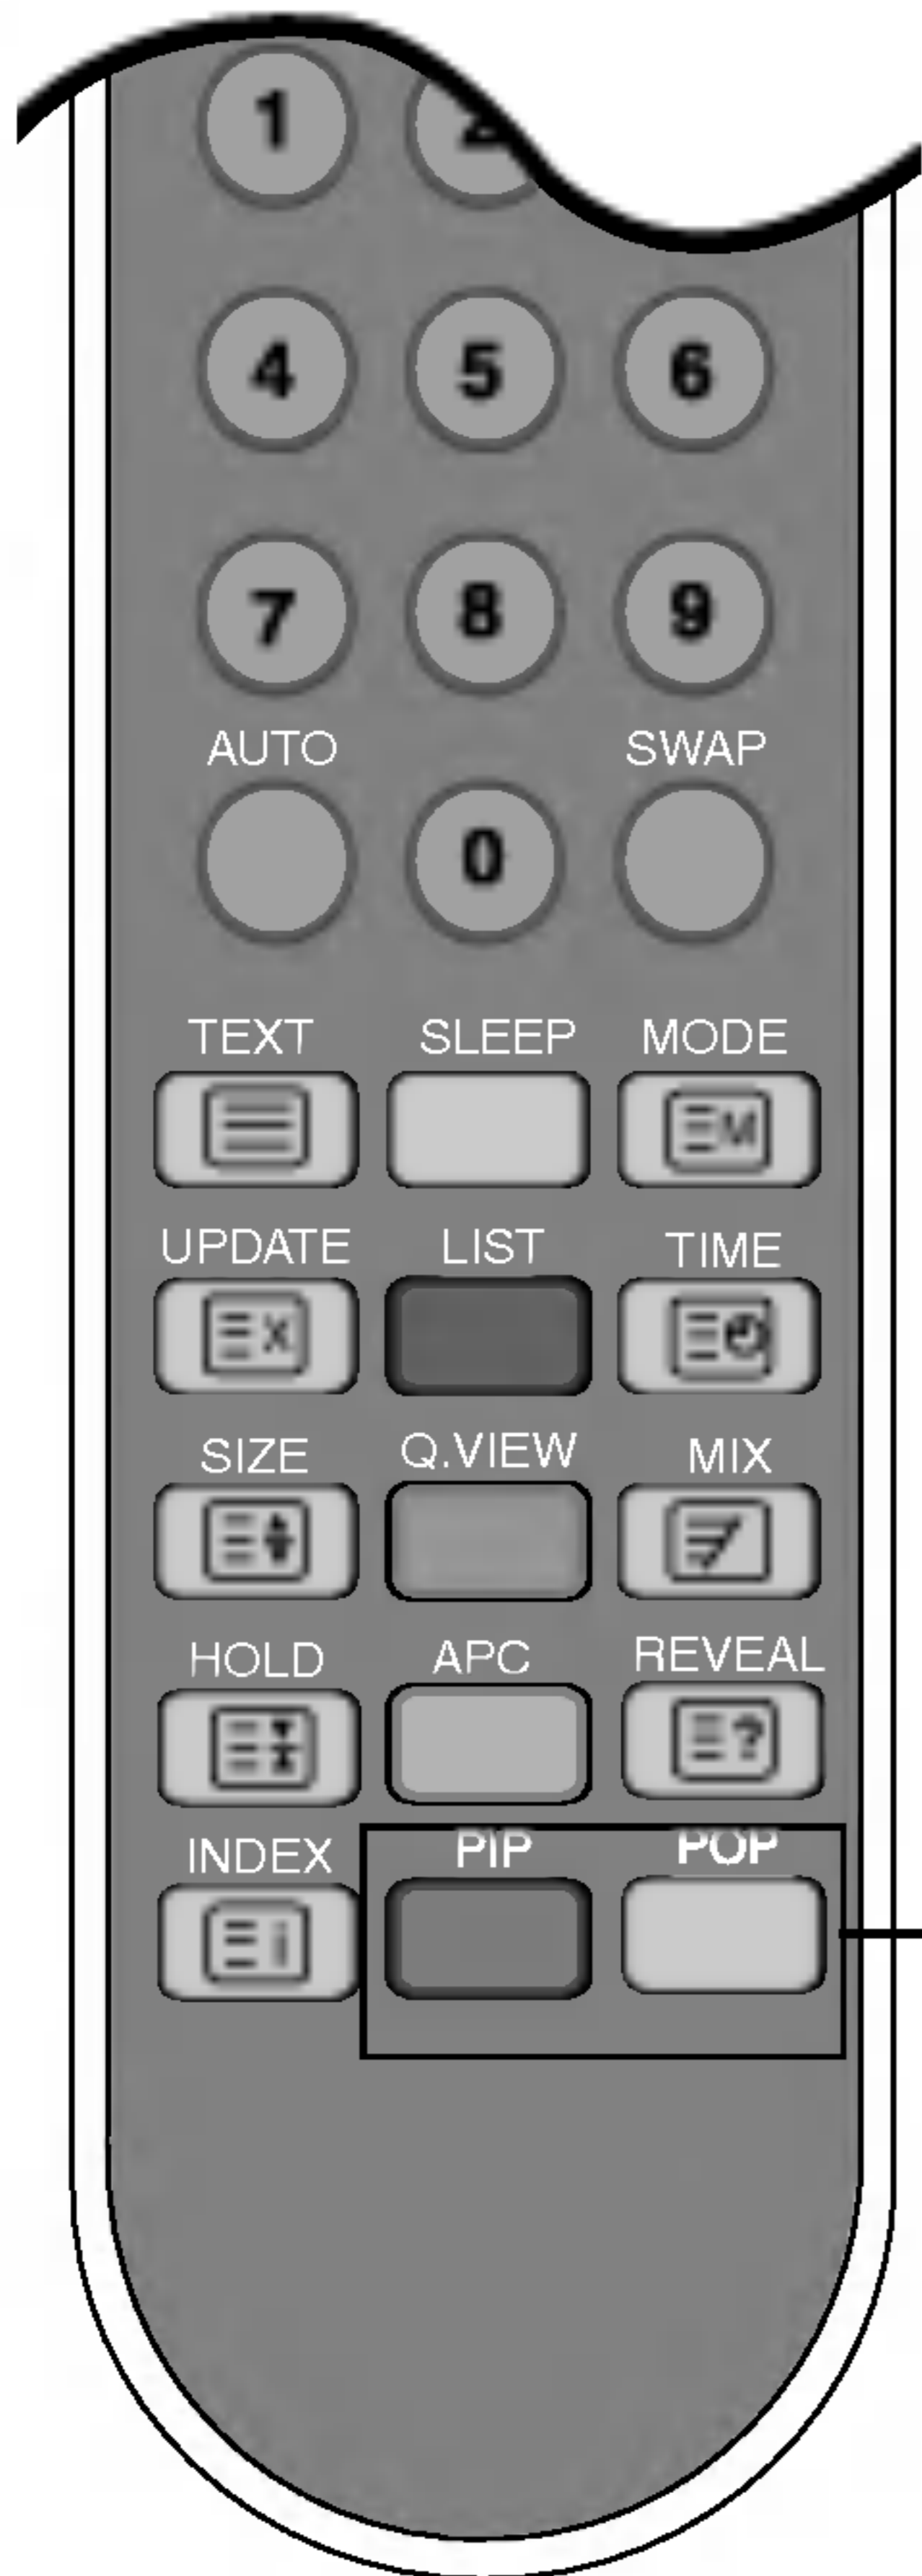 1 2
4 5 6
7 8 9
AUTO SWAP
0
TEXT SLEEP MODE
M
UPDATE LIST TIME
X
SIZE Q.VIEW MIX
HOLD APC REVEAL
?
INDEX PIP POP
i